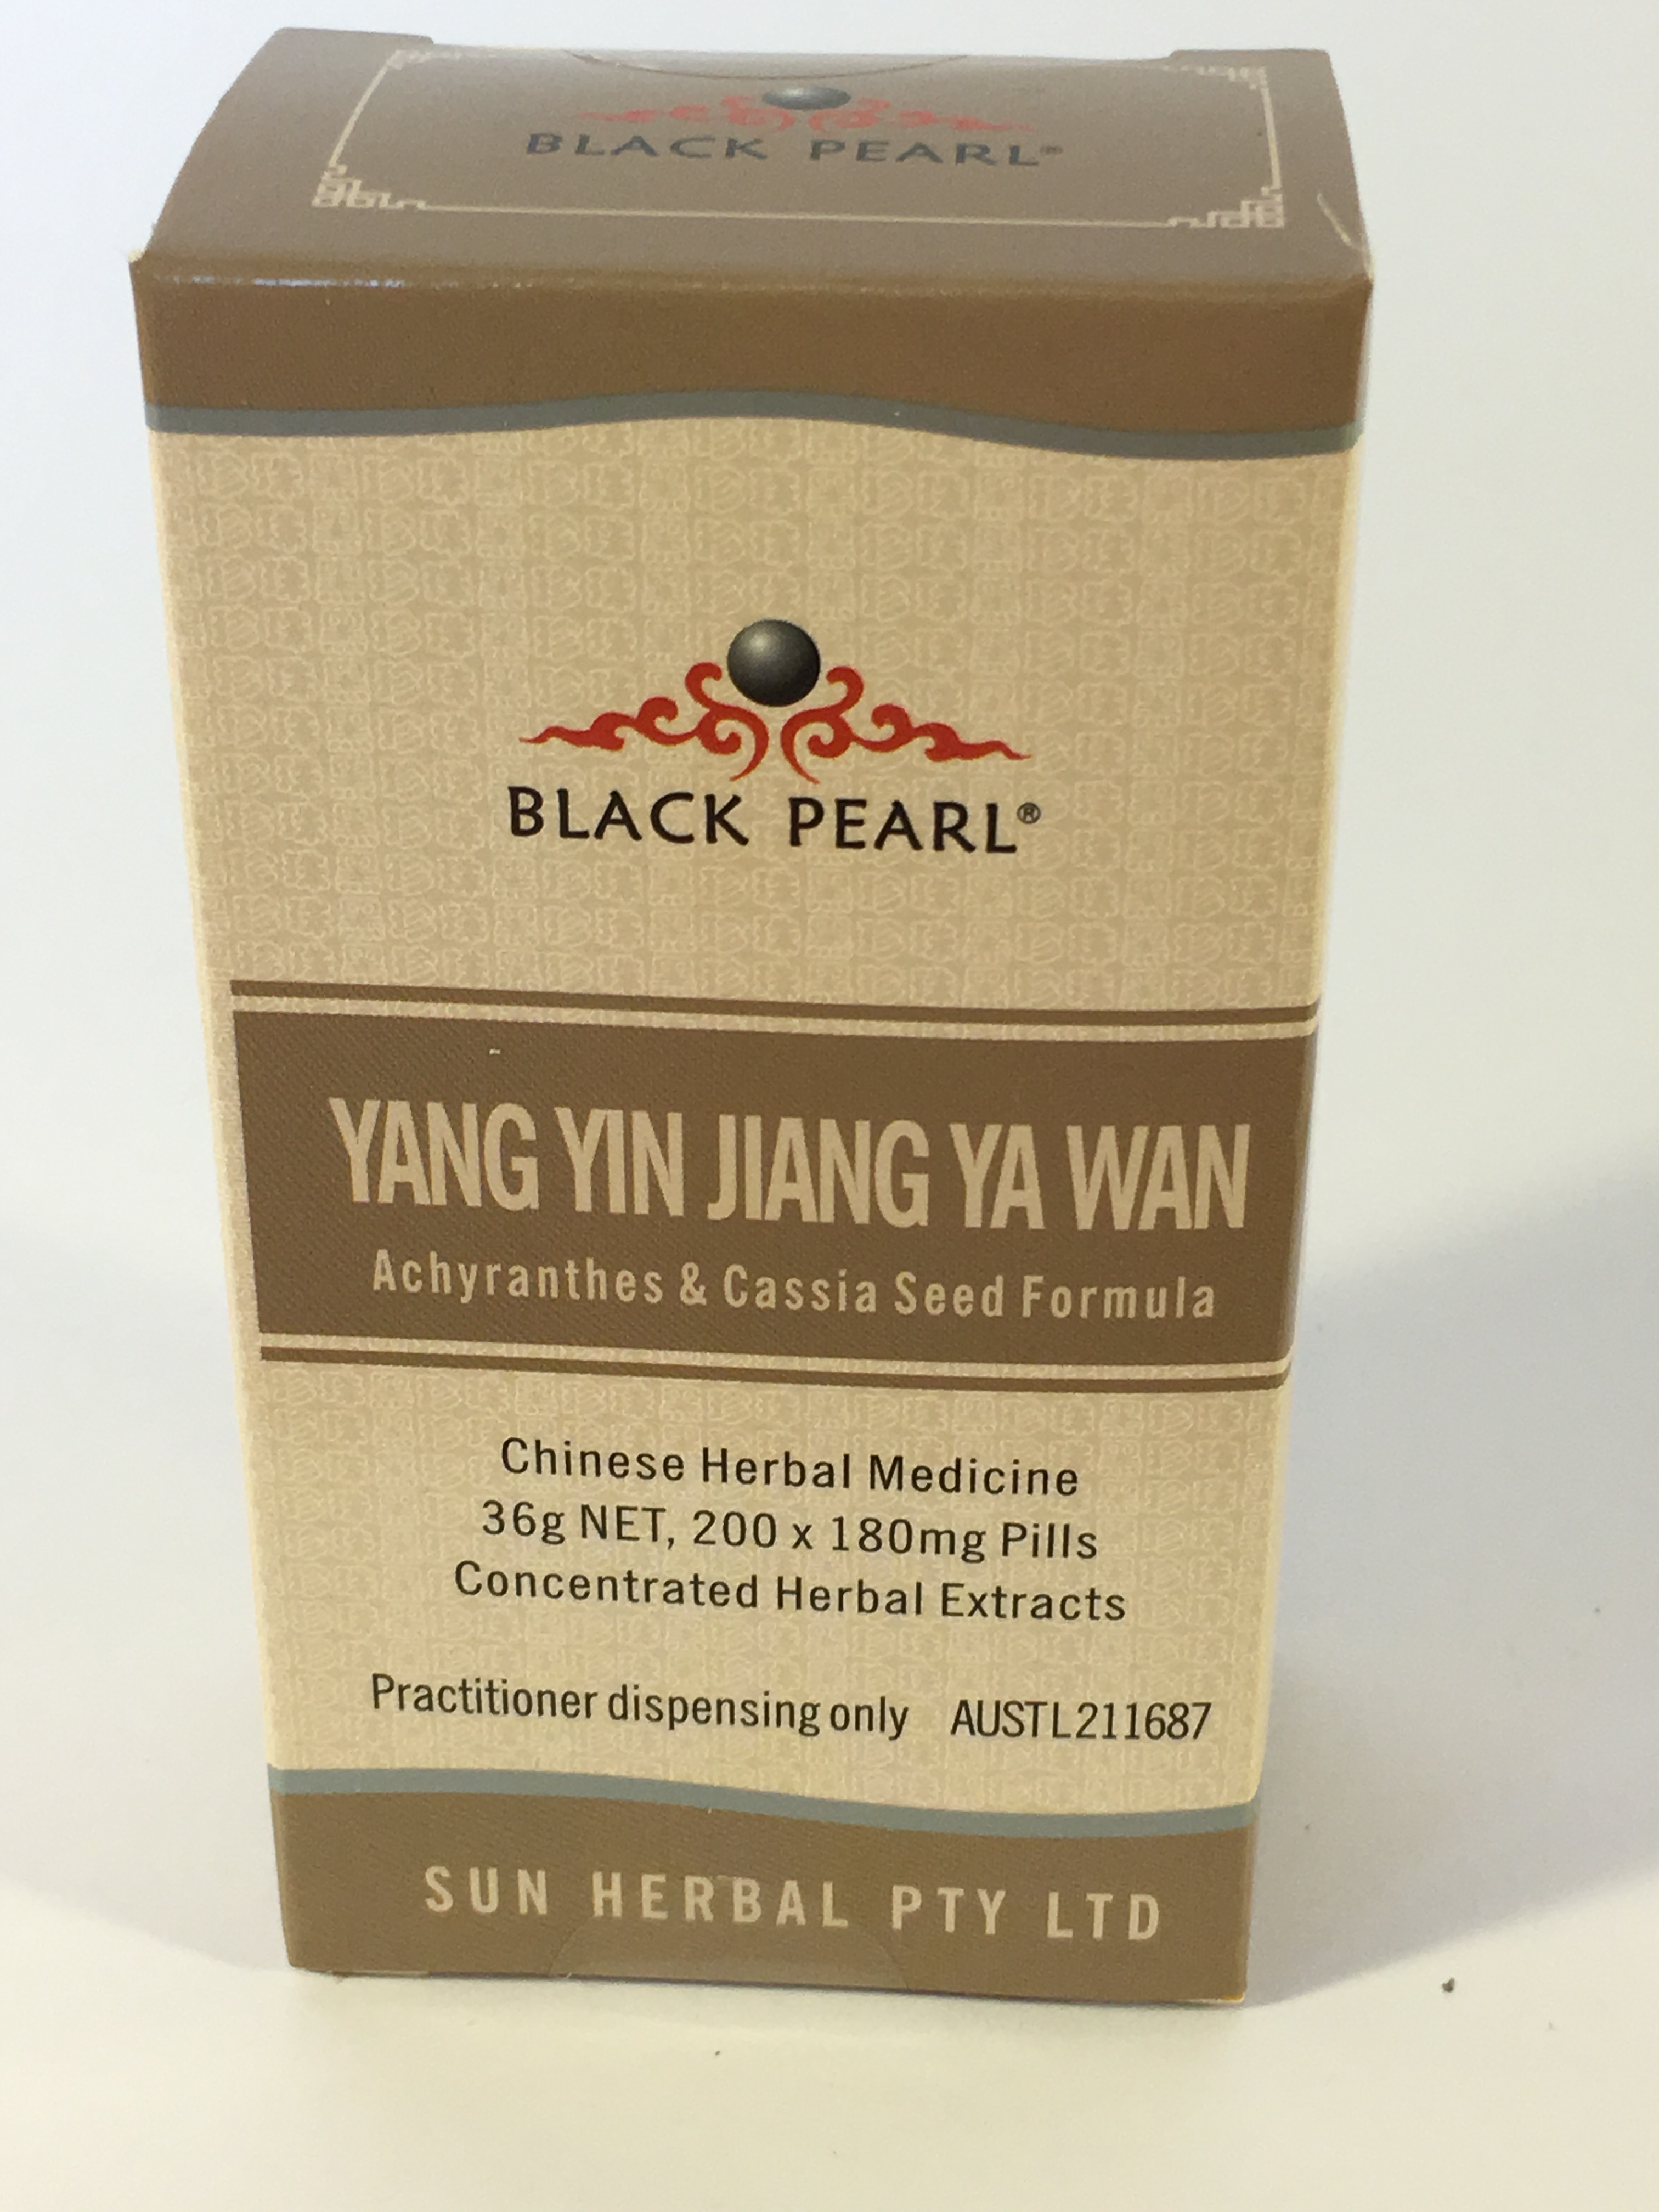 BLACK PEARL®
BLACK PEARL®
YANG YIN JIANG YA WAN
Achyranthes & Cassia Seed Formula
Chinese Herbal Medicine
36g NET, 200 x 180mg Pills
Concentrated Herbal Extracts
Practitioner dispensing only AUSTL211687
SUN HERBAL PTY LTD